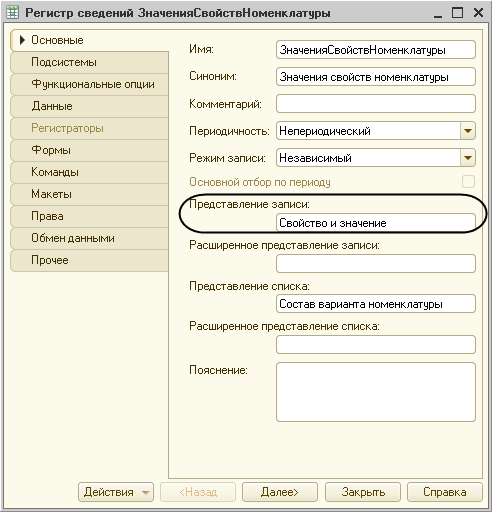 Регистр сведений ЗначенияСвойствНоменклатуры
Основные
Подсистемы
Функциональные опции
Данные
Регистраторы
Формы
Команды
Макеты
Права
Обмен данными
Прочее
Имя: ЗначенияСвойствНоменклатуры
Синоним: Значения свойств номенклатуры
Комментарий:
Периодичность: Непериодический
Режим записи: Независимый
Основной отбор по периоду
Представление записи:
Свойство и значение
Расширенное представление записи:
Представление списка:
Состав варианта номенклатуры
Расширенное представление списка:
Пояснение:
Действия <Назад Далее> Закрыть Справка